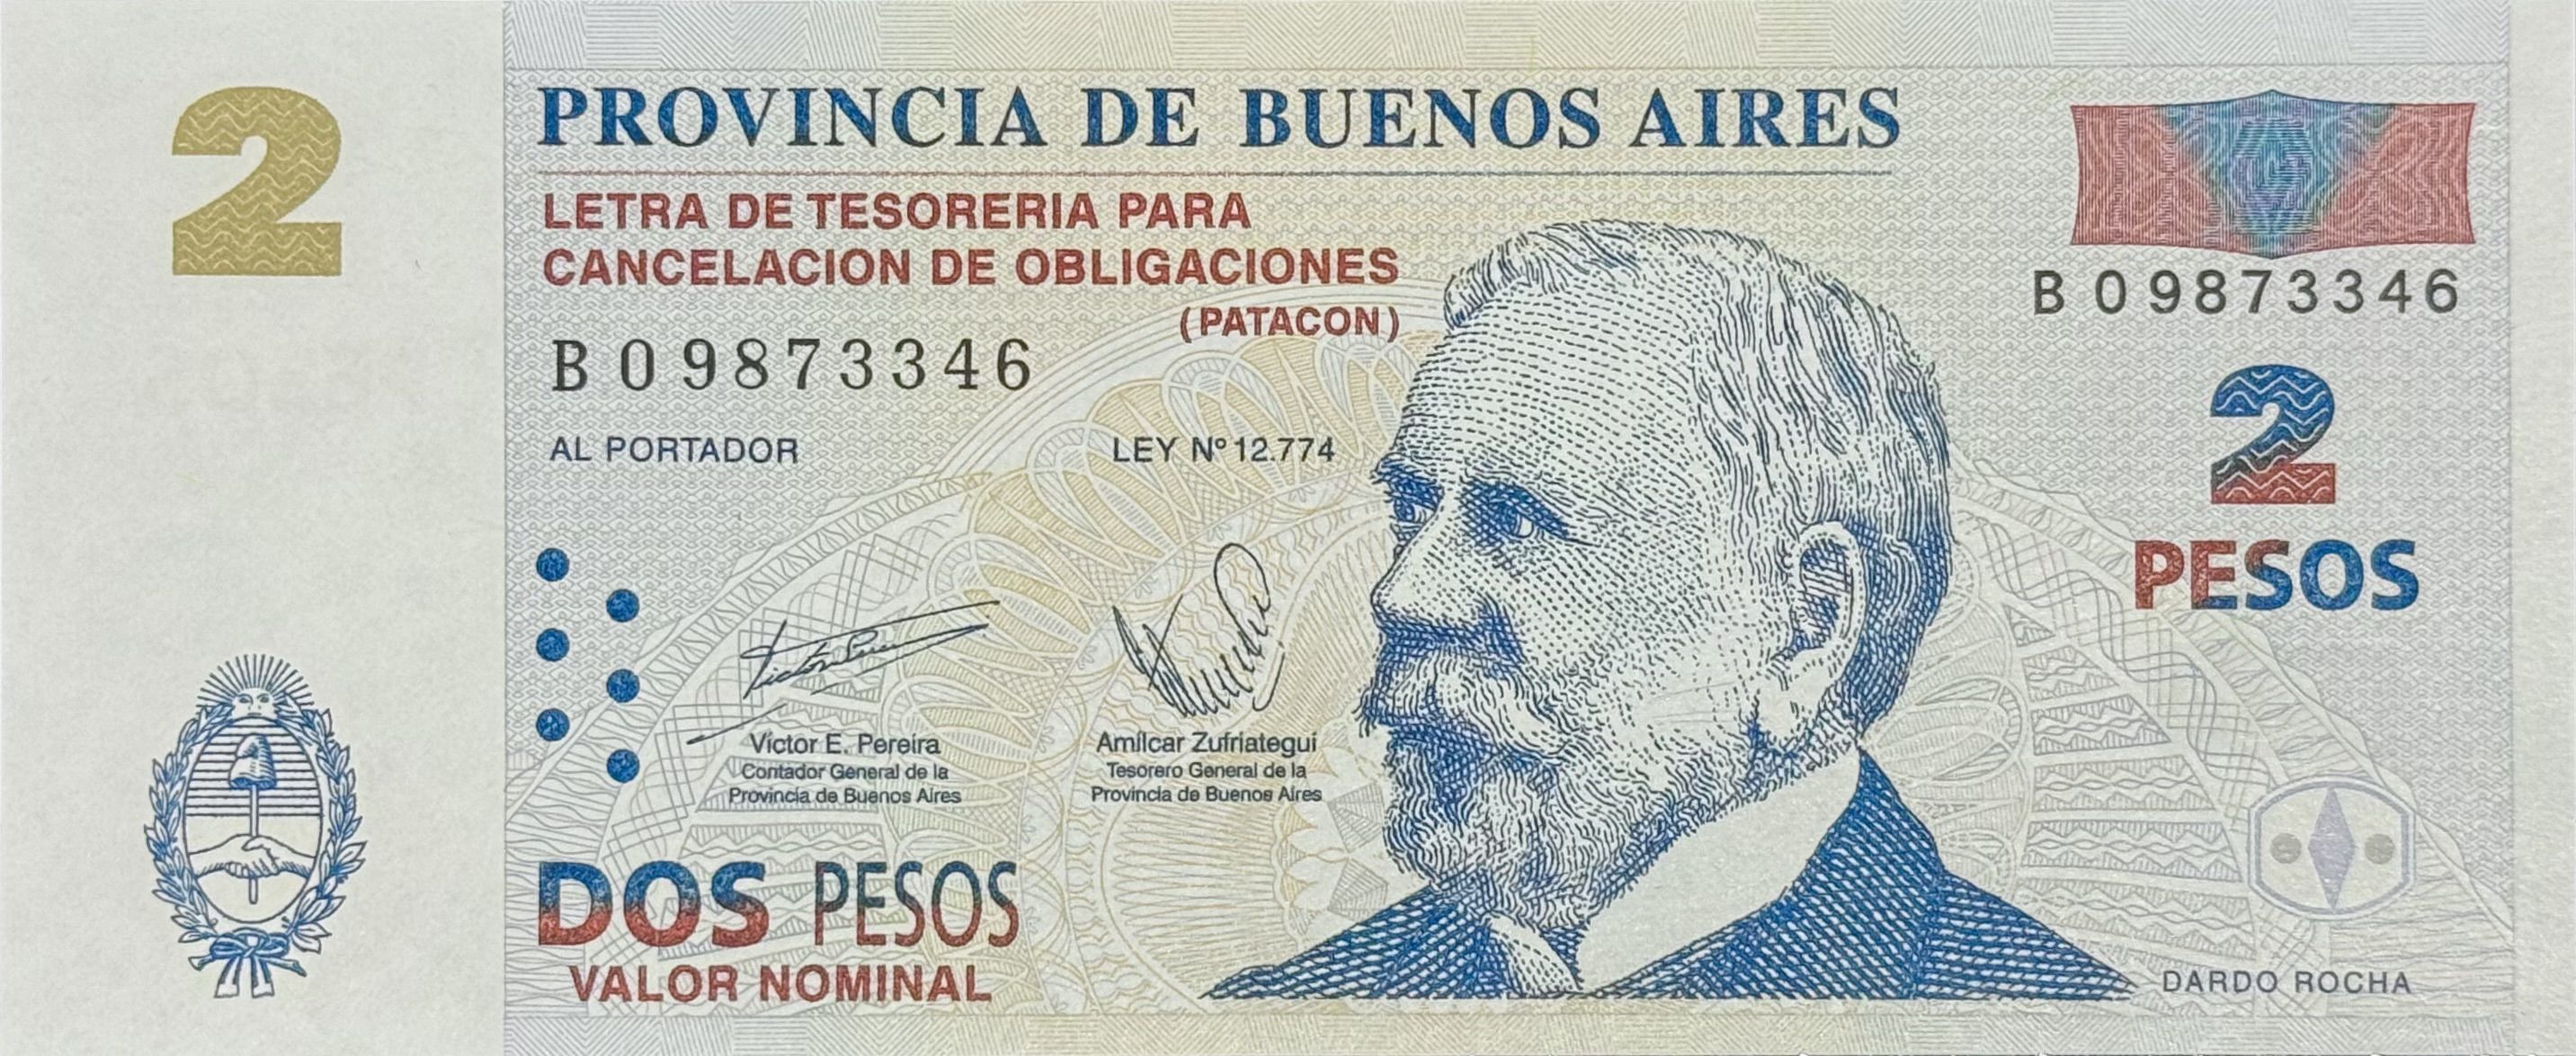 2
PROVINCIA DE BUENOS AIRES
LETRA DE TESORERIA PARA
CANCELACION DE OBLIGACIONES
(PATACON)
B 09873346
B 09873346
AL PORTADOR
LEY Nº 12.774
2
PESOS
Víctor E. Pereira
Contador General de la
Provincia de Buenos Aires
Amílcar Zufriategui
Tesorero General de la
Provincia de Buenos Aires
DOS PESOS
VALOR NOMINAL
DARDO ROCHA